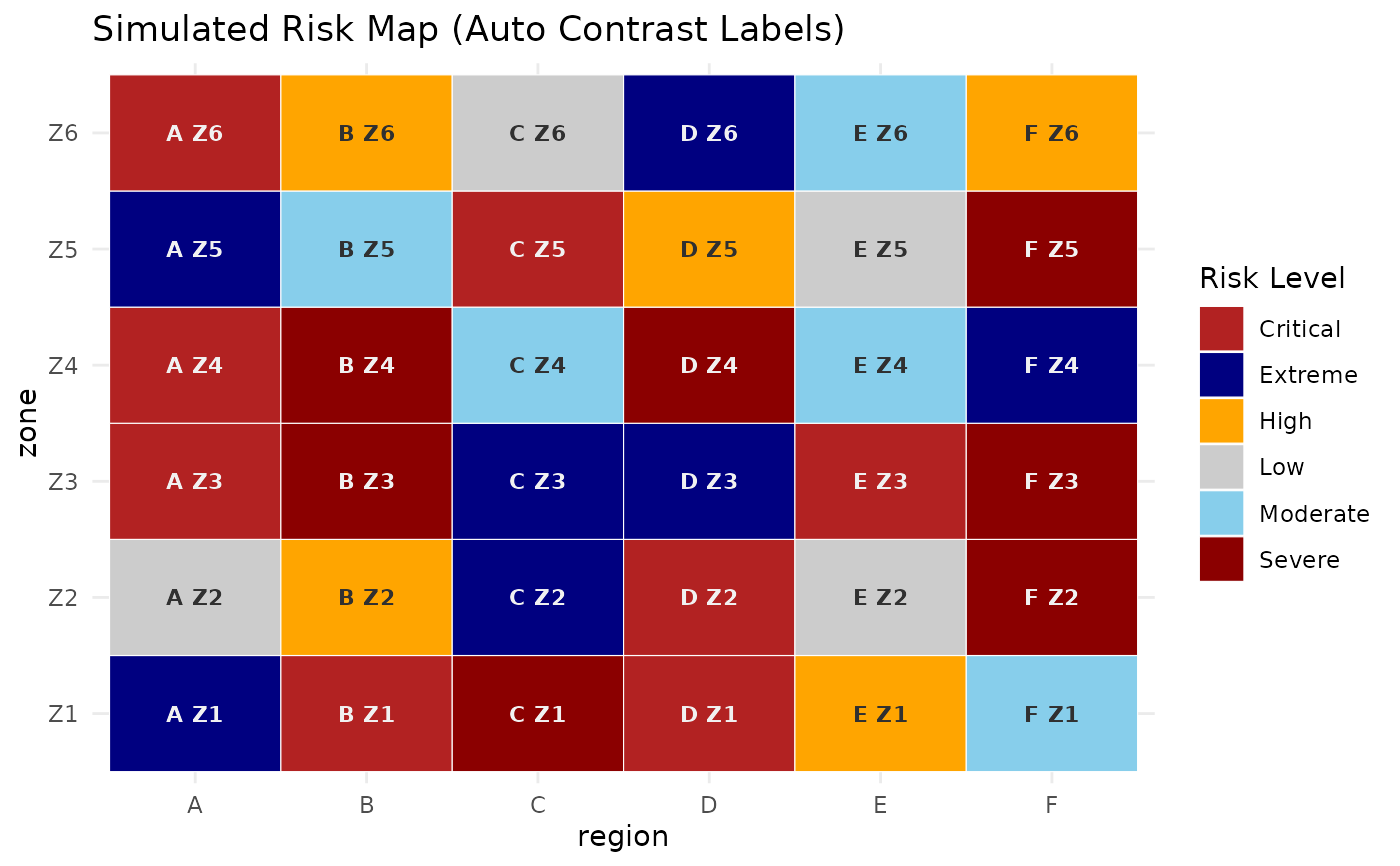 Simulated Risk Map (Auto Contrast Labels)
Z6
A Z6
B Z6
C Z6
D Z6
E Z6
F Z6
Z5
A Z5
B Z5
C Z5
D Z5
E Z5
F Z5
Z4
A Z4
B Z4
C Z4
D Z4
E Z4
F Z4
Z3
A Z3
B Z3
C Z3
D Z3
E Z3
F Z3
Z2
A Z2
B Z2
C Z2
D Z2
E Z2
F Z2
Z1
A Z1
B Z1
C Z1
D Z1
E Z1
F Z1
zone
A
B
C
D
E
F
region
Risk Level
Critical
Extreme
High
Low
Moderate
Severe